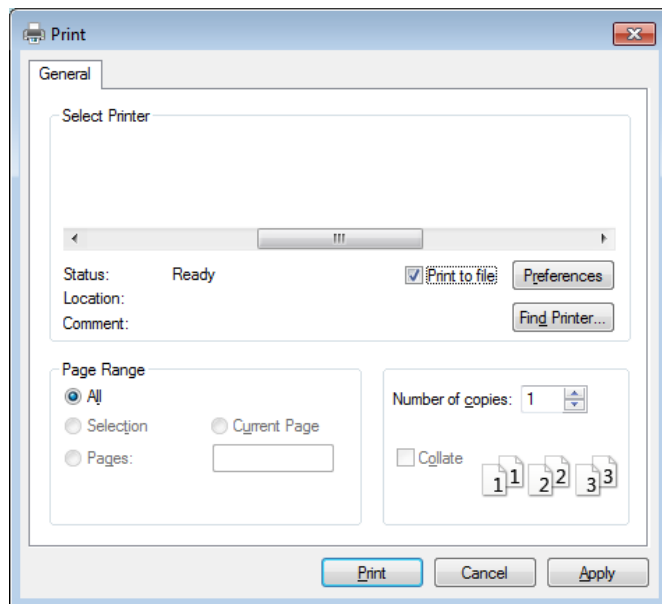 Print
General
Select Printer
Status: Ready
Print to file
Preferences
Location:
Comment:
Find Printer...
Page Range
All
Selection
Current Page
Pages:
Number of copies: 1
Collate
1 1 2 2 3 3
Print
Cancel
Apply